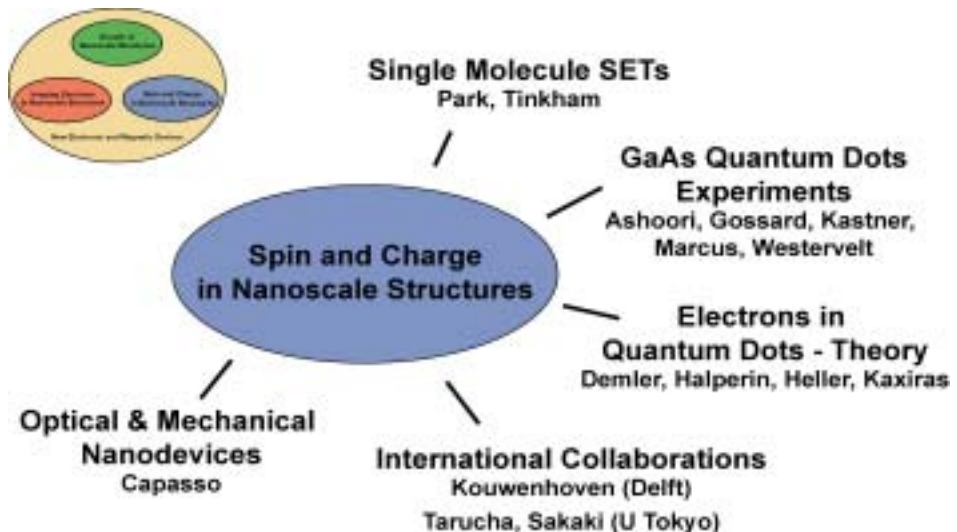 Single Molecule SETs
Park, Tinkham
GaAs Quantum Dots
Experiments
Ashoori, Gossard, Kastner,
Marcus, Westervelt
Spin and Charge
in Nanoscale Structures
Electrons in
Quantum Dots - Theory
Demler, Halperin, Heller, Kaxiras
Optical & Mechanical
Nanodevices
Capasso
International Collaborations
Kouwenhoven (Delft)
Tarucha, Sakaki (U Tokyo)